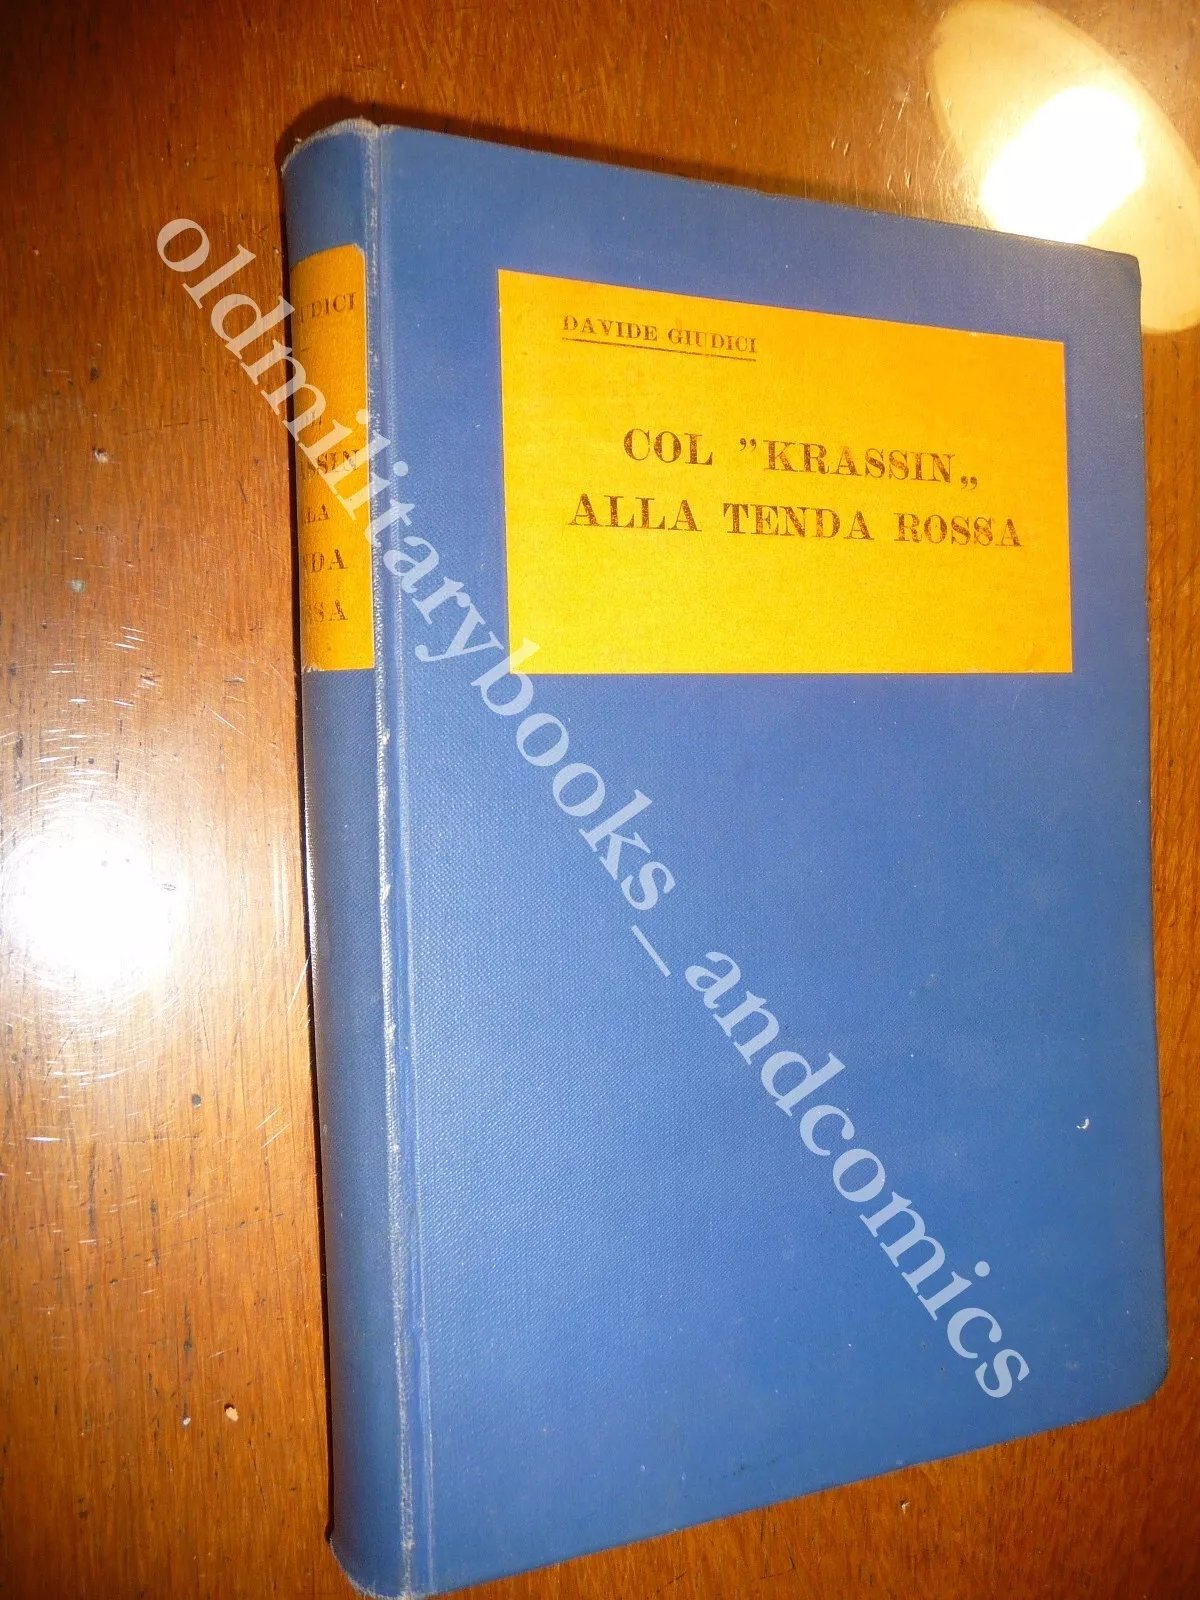 DAVIDE GIUDICI
COL "KRASSIN„
ALLA TENDA ROSSA
oldmilitarybooks_andcomics